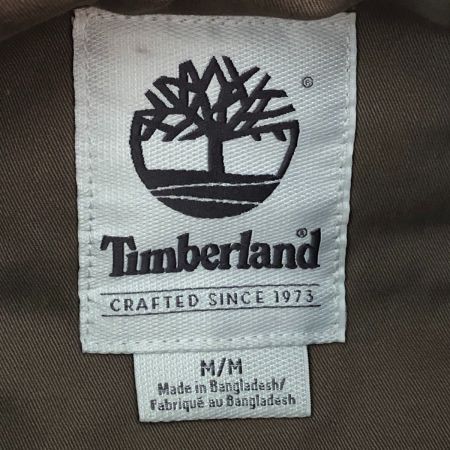 ®
Timberland®
CRAFTED SINCE 1973
M/M
Made in Bangladesh/
Fabriqué au Bangladesh